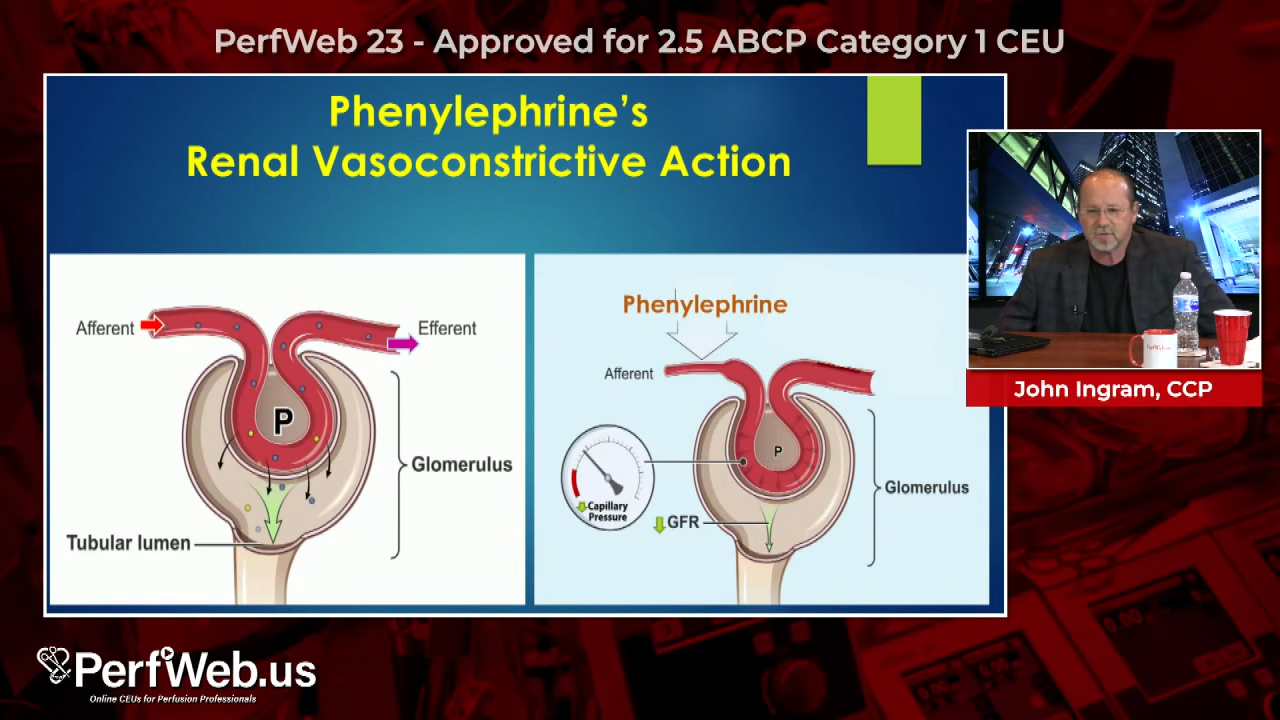 PerfWeb 23 - Approved for 2.5 ABCP Category 1 CEU
Phenylephrine's
Renal Vasoconstrictive Action
Afferent
Efferent
P
Glomerulus
Tubular lumen
Phenylephrine
Afferent
P
Capillary
Pressure
GFR
Glomerulus
John Ingram, CCP
PerfWeb.us
Online CEUs for Perfusion Professionals